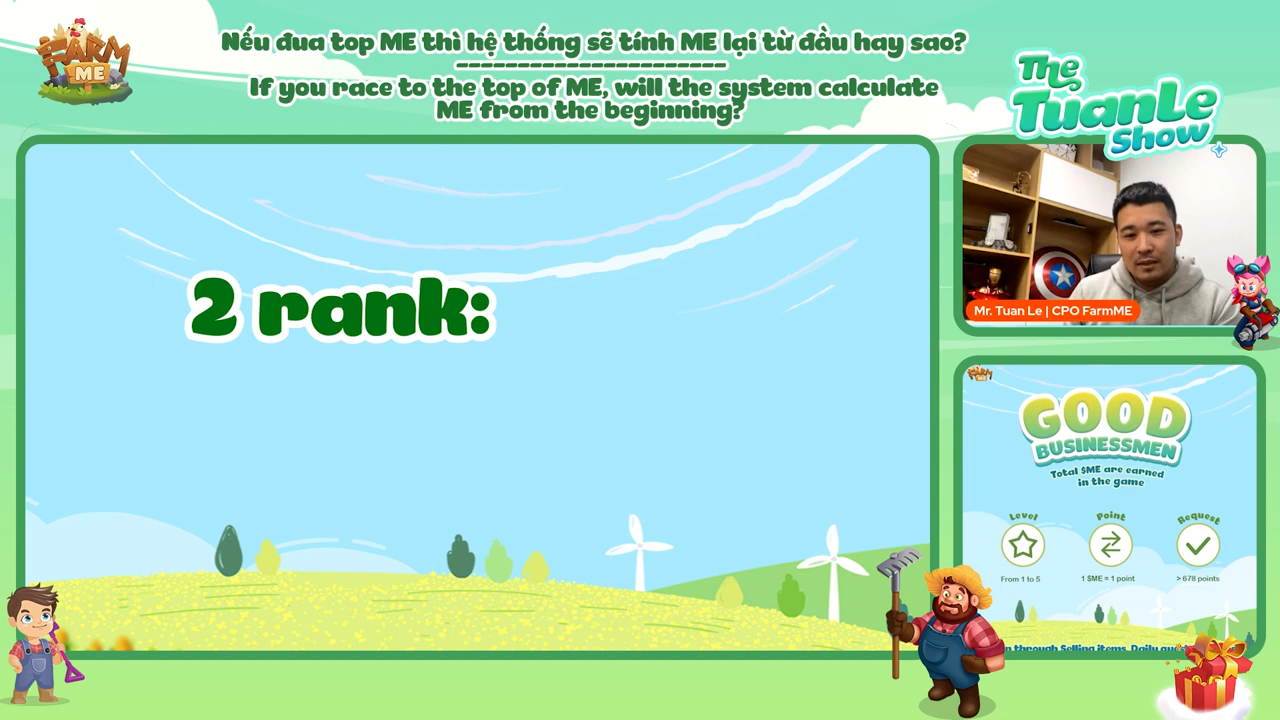 FARM
ME
Nếu đua top ME thì hệ thống sẽ tính ME lại từ đầu hay sao?
----------------------
If you race to the top of ME, will the system calculate
ME from the beginning?
The
TuanLe
Show
2 rank:
Mr. Tuan Le | CPO FarmME
FARM
GOOD
BUSINESSMEN
Total $ME are earned
in the game
Level
Point
Request
From 1 to 5
1 $ME = 1 point
> 678 points
through Selling items, Daily